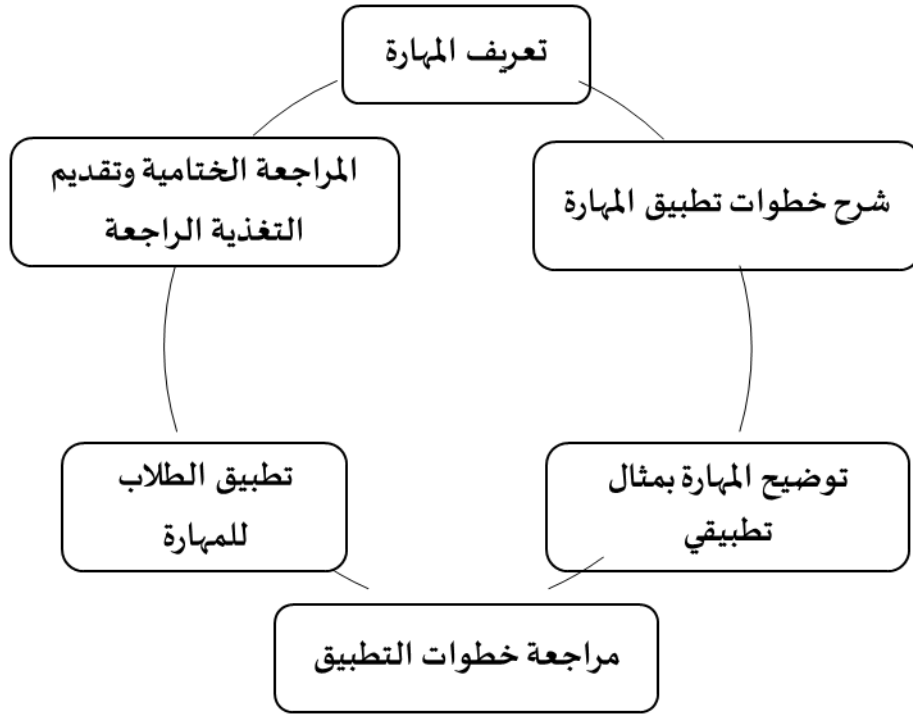 تعريف المهارة
شرح خطوات تطبيق المهارة
توضيح المهارة بمثال
تطبيقي
مراجعة خطوات التطبيق
تطبيق الطلاب
للمهارة
المراجعة الختامية وتقديم
التغذية الراجعة